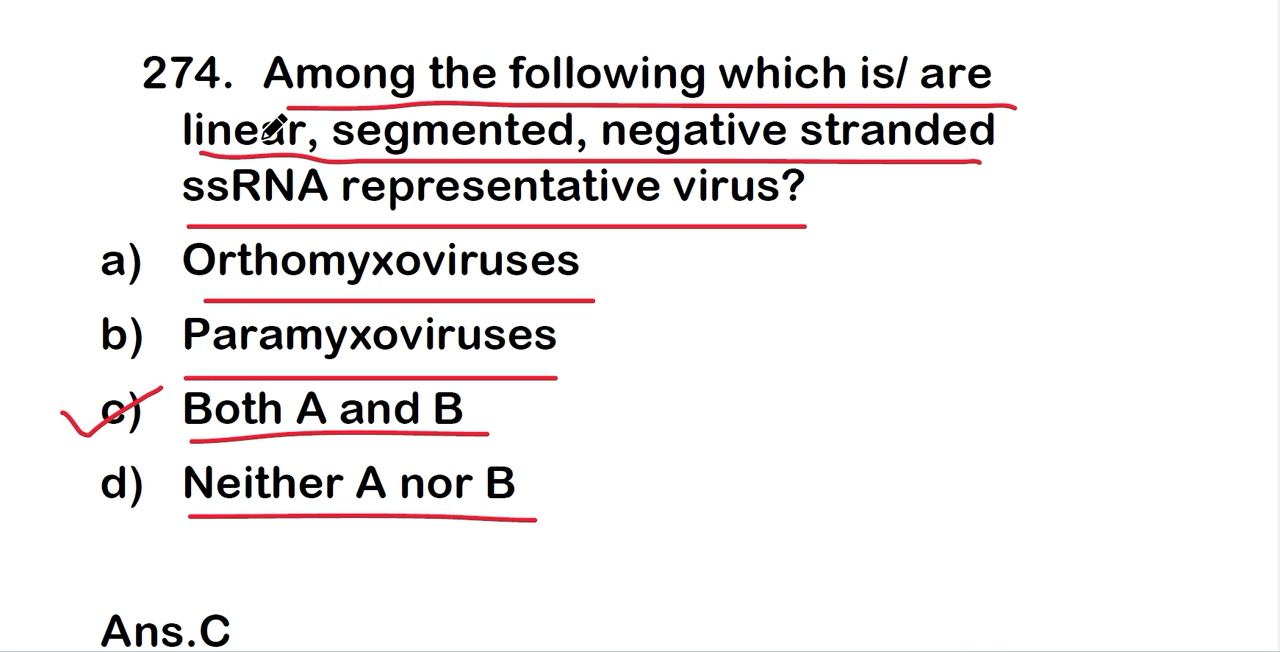 274. Among the following which is/ are
linear, segmented, negative stranded
ssRNA representative virus?
a) Orthomyxoviruses
b) Paramyxoviruses
c) Both A and B
d) Neither A nor B
Ans.C